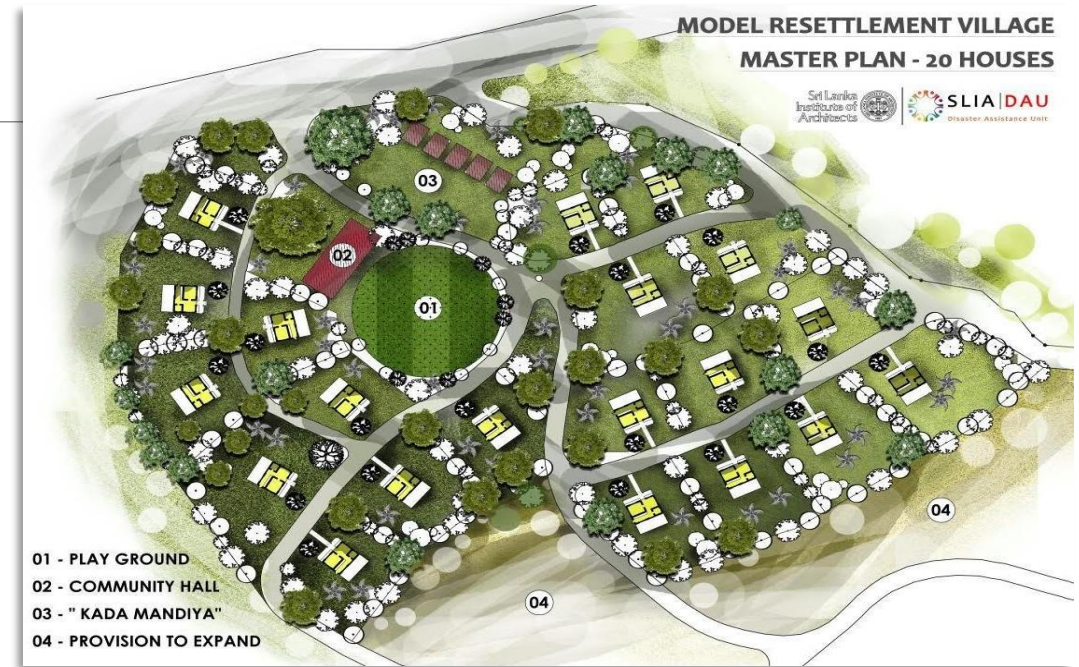 MODEL RESETTLEMENT VILLAGE
MASTER PLAN - 20 HOUSES
Sri Lanka
Institute of
Architects
SLIA|DAU
Disaster Assistance Unit
03
02
01
04
04
01 - PLAY GROUND
02 - COMMUNITY HALL
03 - " KADA MANDIYA"
04 - PROVISION TO EXPAND